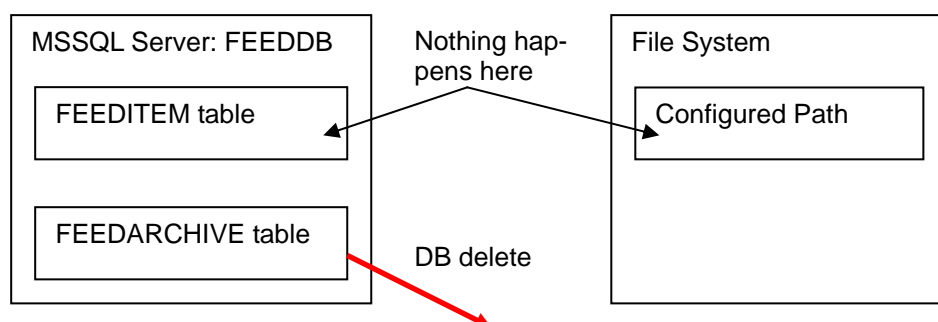 MSSQL Server: FEEDDB
FEEDITEM table
FEEDARCHIVE table
Nothing hap-
pens here
DB delete
File System
Configured Path